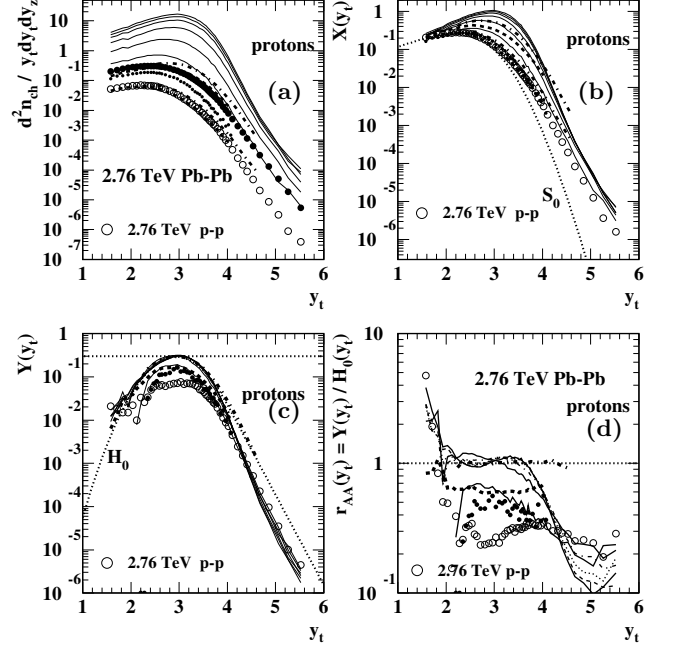 d²n_ch / y_t dy_t dy_z
10
1
10⁻¹
10⁻²
10⁻³
10⁻⁴
10⁻⁵
10⁻⁶
10⁻⁷
protons
(a)
2.76 TeV Pb-Pb
2.76 TeV p-p
1 2 3 4 5 6
y_t
X(y_t)
1
10⁻¹
10⁻²
10⁻³
10⁻⁴
10⁻⁵
10⁻⁶
protons
(b)
S₀
2.76 TeV p-p
1 2 3 4 5 6
y_t
Y(y_t)
1
10⁻¹
10⁻²
10⁻³
10⁻⁴
10⁻⁵
10⁻⁶
protons
(c)
H₀
2.76 TeV p-p
1 2 3 4 5 6
y_t
r_AA(y_t) = Y(y_t) / H₀(y_t)
10
1
10⁻¹
2.76 TeV Pb-Pb
protons
(d)
2.76 TeV p-p
1 2 3 4 5 6
y_t